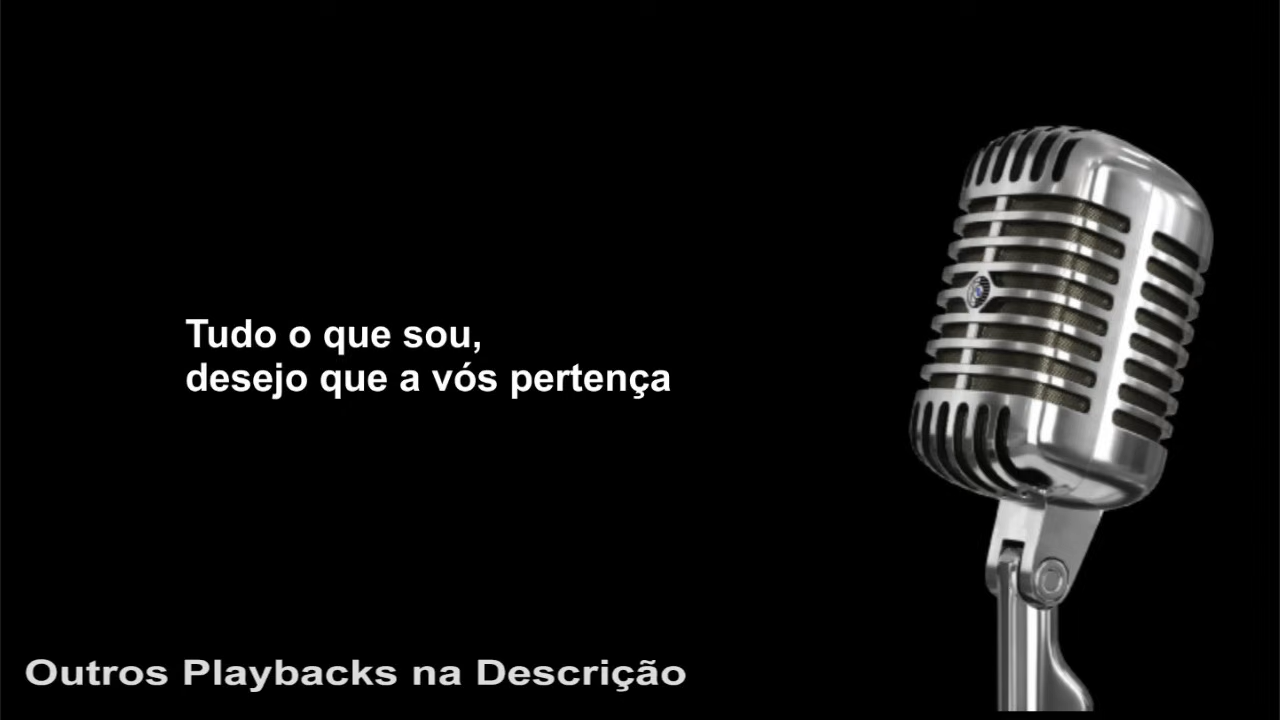 Tudo o que sou,
desejo que a vós pertença
Outros Playbacks na Descrição